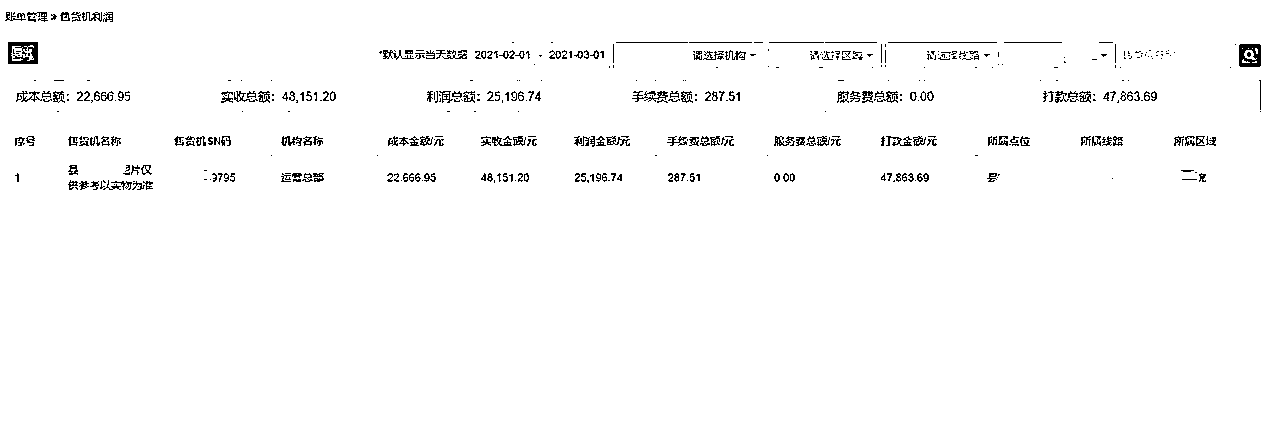 账单管理 » 售货机利润
*默认显示当天数据 2021-02-01 - 2021-03-01 请选择机构 请选择区域 请选择线路
成本总额：22,666.95 实收总额：48,151.20 利润总额：25,196.74 手续费总额：287.51 服务费总额：0.00 打款总额：47,863.69
序号 售货机名称 售货机SN码 机构名称 成本金额/元 实收金额/元 利润金额/元 手续费总额/元 服务费总额/元 打款金额/元 所属点位 所属线路 所属区域
1 县 图片仅供参考以实物为准 9795 运营总部 22,666.95 48,151.20 25,196.74 287.51 0.00 47,863.69 县